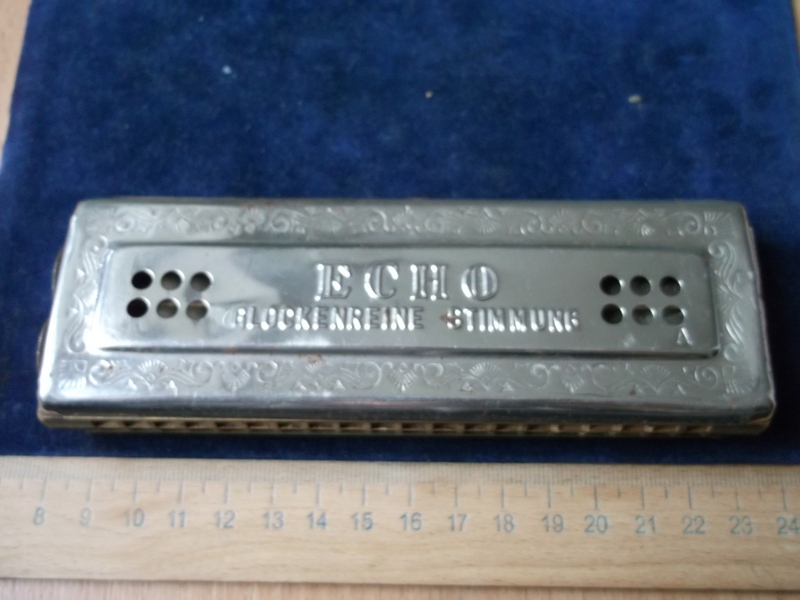 ECHO
GLOCKENREINE STIMMUNG
A
8 9 10 11 12 13 14 15 16 17 18 19 20 21 22 23 24